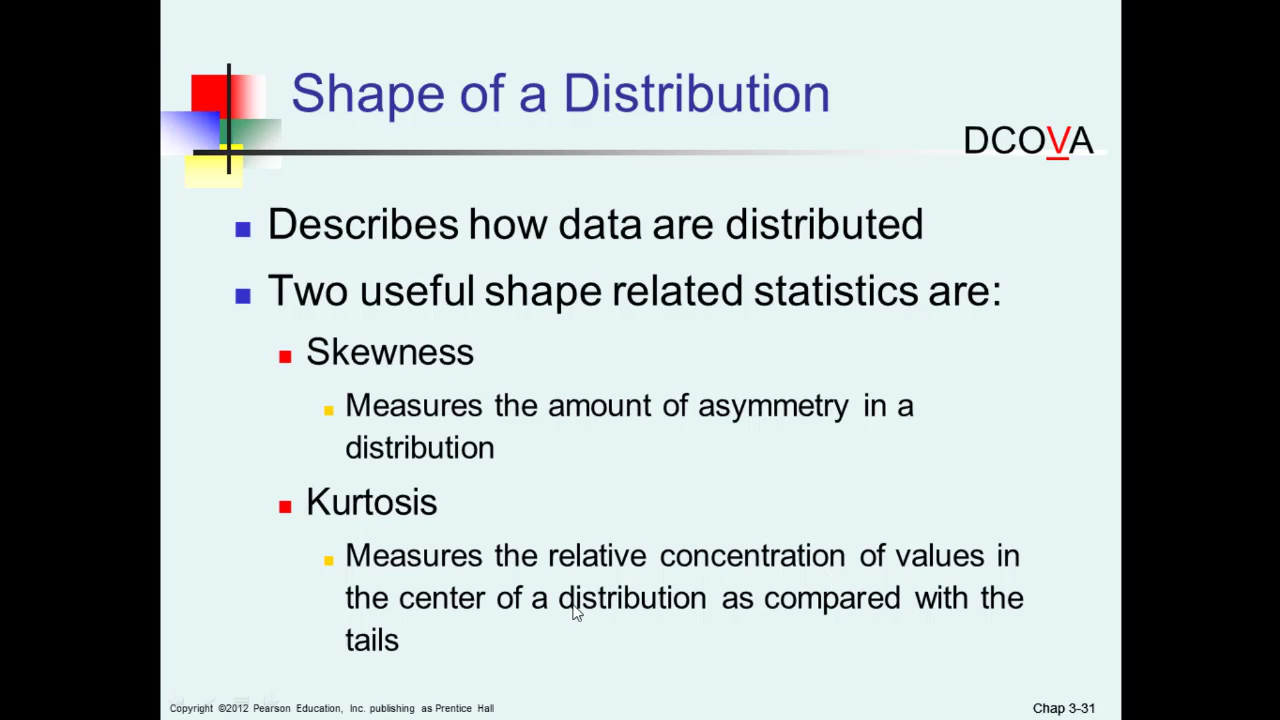 Shape of a Distribution
DCOVA
Describes how data are distributed
Two useful shape related statistics are:
Skewness
Measures the amount of asymmetry in a
distribution
Kurtosis
Measures the relative concentration of values in
the center of a distribution as compared with the
tails
Copyright ©2012 Pearson Education, Inc. publishing as Prentice Hall
Chap 3-31